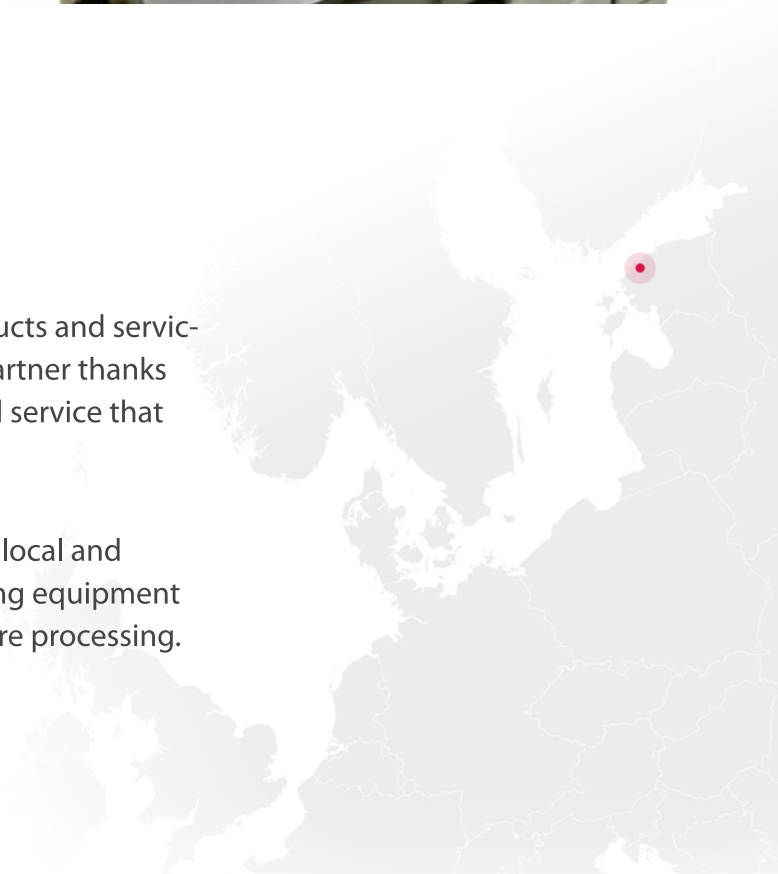 ucts and servic-
artner thanks
service that
local and
ng equipment
re processing.